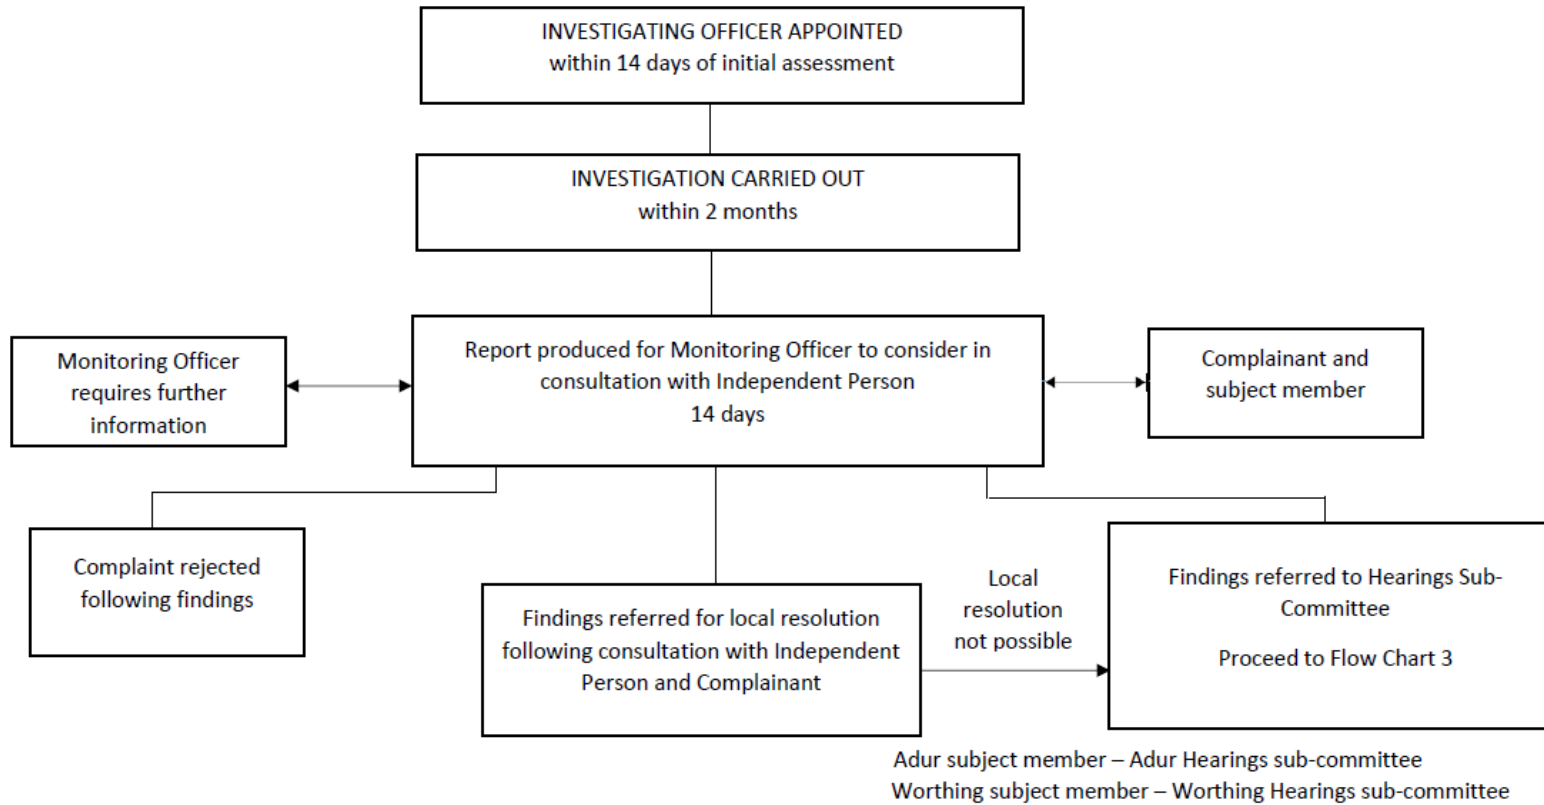 INVESTIGATING OFFICER APPOINTED
within 14 days of initial assessment
INVESTIGATION CARRIED OUT
within 2 months
Monitoring Officer
requires further
information
Report produced for Monitoring Officer to consider in
consultation with Independent Person
14 days
Complainant and
subject member
Complaint rejected
following findings
Findings referred for local resolution
following consultation with Independent
Person and Complainant
Local
resolution
not possible
Findings referred to Hearings Sub-
Committee
Proceed to Flow Chart 3
Adur subject member – Adur Hearings sub-committee
Worthing subject member – Worthing Hearings sub-committee